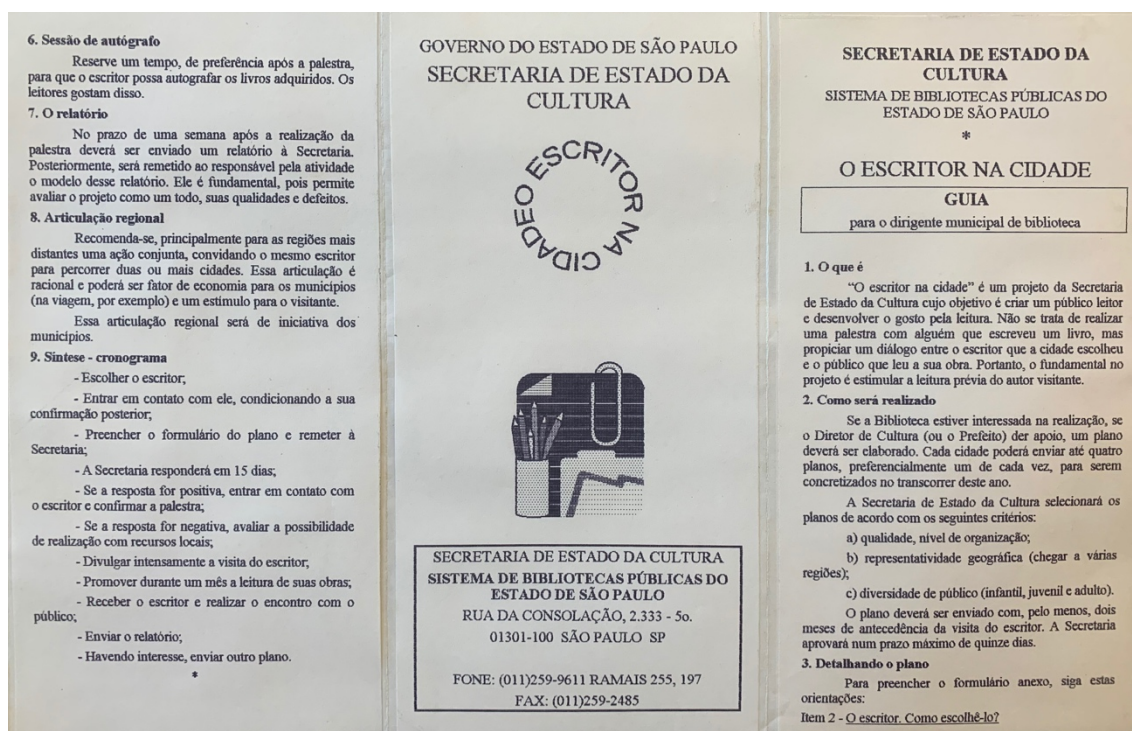 6. Sessão de autógrafo
Reserve um tempo, de preferência após a palestra,
para que o escritor possa autografar os livros adquiridos. Os
leitores gostam disso.
7. O relatório
No prazo de uma semana após a realização da
palestra deverá ser enviado um relatório à Secretaria.
Posteriormente, será remetido ao responsável pela atividade
o modelo desse relatório. Ele é fundamental, pois permite
avaliar o projeto como um todo, suas qualidades e defeitos.
8. Articulação regional
Recomenda-se, principalmente para as regiões mais
distantes uma ação conjunta, convidando o mesmo escritor
para percorrer duas ou mais cidades. Essa articulação é
racional e poderá ser fator de economia para os municípios
(na viagem, por exemplo) e um estímulo para o visitante.
Essa articulação regional será de iniciativa dos
municípios.
9. Síntese - cronograma
- Escolher o escritor;
- Entrar em contato com ele, condicionando a sua
confirmação posterior;
- Preencher o formulário do plano e remeter à
Secretaria;
- A Secretaria responderá em 15 dias;
- Se a resposta for positiva, entrar em contato com
o escritor e confirmar a palestra;
- Se a resposta for negativa, avaliar a possibilidade
de realização com recursos locais;
- Divulgar intensamente a visita do escritor;
- Promover durante um mês a leitura de suas obras;
- Receber o escritor e realizar o encontro com o
público;
- Enviar o relatório;
- Havendo interesse, enviar outro plano.
*
GOVERNO DO ESTADO DE SÃO PAULO
SECRETARIA DE ESTADO DA
CULTURA
O ESCRITOR NA CIDADE
SECRETARIA DE ESTADO DA CULTURA
SISTEMA DE BIBLIOTECAS PÚBLICAS DO
ESTADO DE SÃO PAULO
RUA DA CONSOLAÇÃO, 2.333 - 5o.
01301-100 SÃO PAULO SP
FONE: (011)259-9611 RAMAIS 255, 197
FAX: (011)259-2485
SECRETARIA DE ESTADO DA
CULTURA
SISTEMA DE BIBLIOTECAS PÚBLICAS DO
ESTADO DE SÃO PAULO
*
O ESCRITOR NA CIDADE
GUIA
para o dirigente municipal de biblioteca
1. O que é
"O escritor na cidade" é um projeto da Secretaria
de Estado da Cultura cujo objetivo é criar um público leitor
e desenvolver o gosto pela leitura. Não se trata de realizar
uma palestra com alguém que escreveu um livro, mas
propiciar um diálogo entre o escritor que a cidade escolheu
e o público que leu a sua obra. Portanto, o fundamental no
projeto é estimular a leitura prévia do autor visitante.
2. Como será realizado
Se a Biblioteca estiver interessada na realização, se
o Diretor de Cultura (ou o Prefeito) der apoio, um plano
deverá ser elaborado. Cada cidade poderá enviar até quatro
planos, preferencialmente um de cada vez, para serem
concretizados no transcorrer deste ano.
A Secretaria de Estado da Cultura selecionará os
planos de acordo com os seguintes critérios:
a) qualidade, nível de organização;
b) representatividade geográfica (chegar a várias
regiões);
c) diversidade de público (infantil, juvenil e adulto).
O plano deverá ser enviado com, pelo menos, dois
meses de antecedência da visita do escritor. A Secretaria
aprovará num prazo máximo de quinze dias.
3. Detalhando o plano
Para preencher o formulário anexo, siga estas
orientações:
Item 2 - O escritor. Como escolhê-lo?